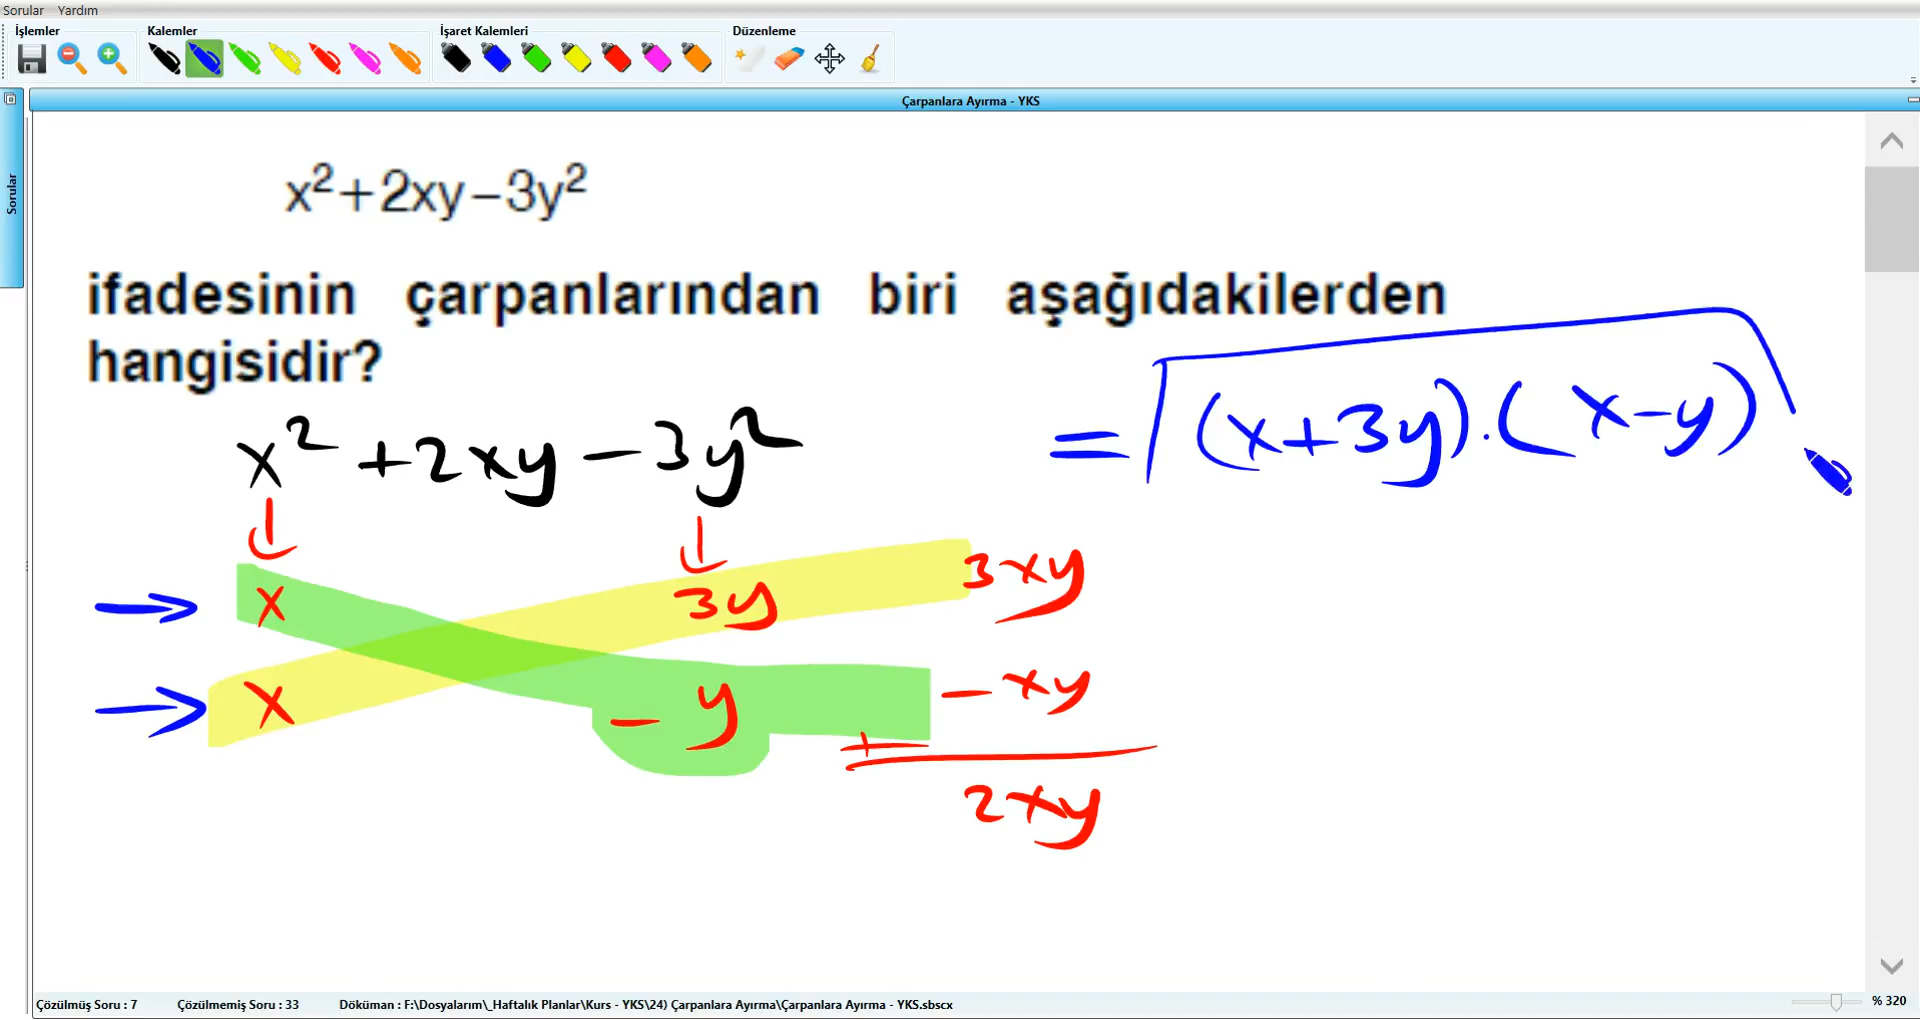 Sorular Yardım
İşlemler Kalemler İşaret Kalemleri Düzenleme
Çarpanlara Ayırma - YKS
Sorular
x²+2xy−3y²
ifadesinin çarpanlarından biri aşağıdakilerden
hangisidir?
x² +2xy −3y²
= (x+3y).(x−y)
x 3y 3xy
x −y −xy
+
2xy
Çözülmüş Soru : 7 Çözülmemiş Soru : 33 Döküman : F:\Dosyalarım\_Haftalık Planlar\Kurs - YKS\24) Çarpanlara Ayırma\Çarpanlara Ayırma - YKS.sbscx % 320